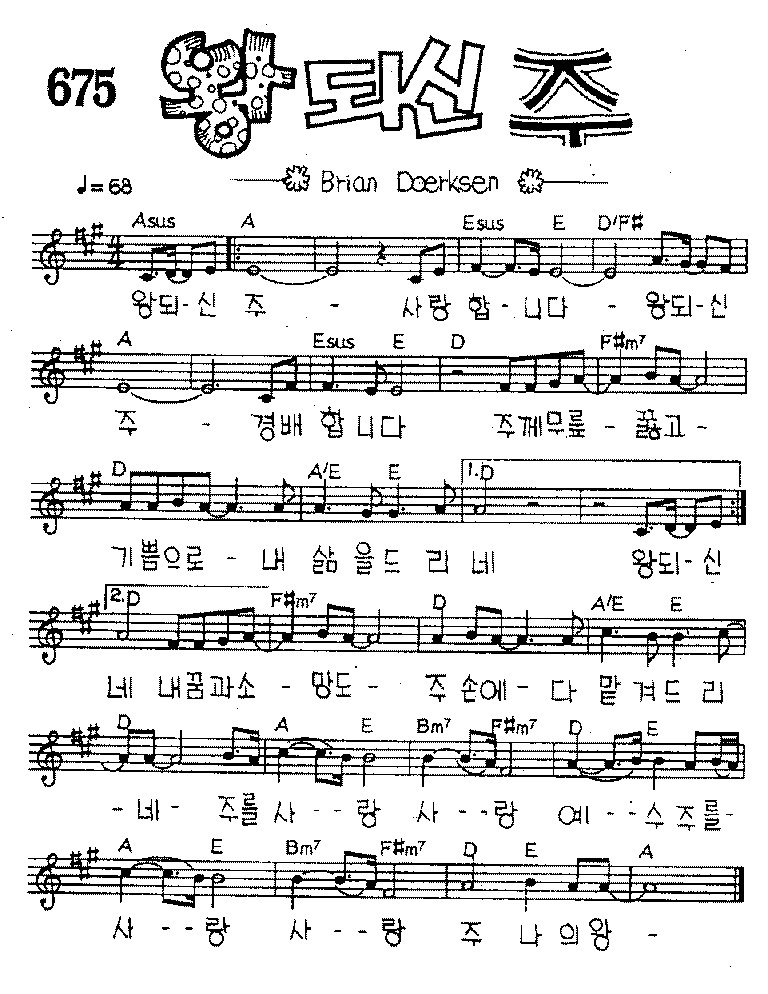 675 왕되신 주
♩=68 Brian Doerksen
Asus A Esus E D/F#
왕되-신 주 - 사랑 합-니다 - 왕되-신
A Esus E D F#m7
주 - 경배 합니다 주께무릎-꿇고-
D A/E E 1.D
기쁨으로 - 내 삶을드 리 네 왕되-신
2.D F#m7 D A/E E
네 내꿈과소 - 망도 - 주 손에- 다 맡겨드 리
D A E Bm7 F#m7 D E
- 네 - 주를 사 - - 랑 사 - - 랑 예 - - 수 주를-
A E Bm7 F#m7 D E A
사 - - 랑 사 - - 랑 주 나의왕 -